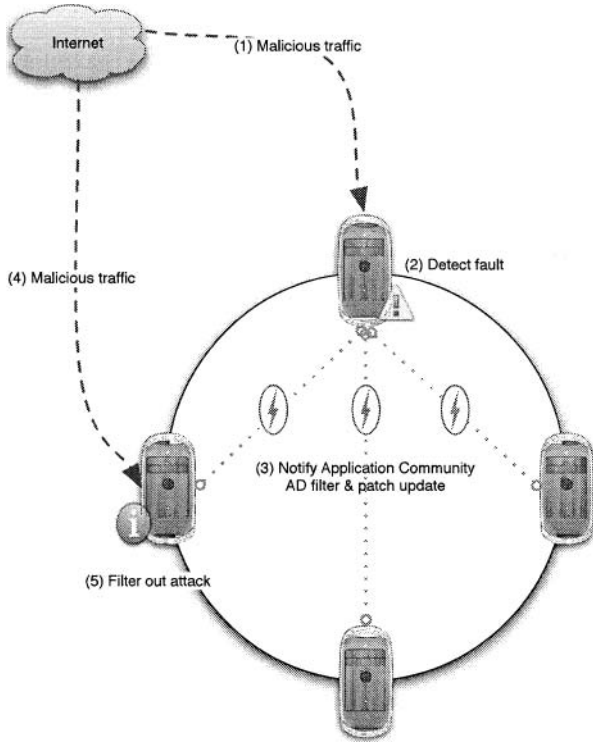 Internet
(1) Malicious traffic
(2) Detect fault
(4) Malicious traffic
(3) Notify Application Community
AD filter & patch update
(5) Filter out attack